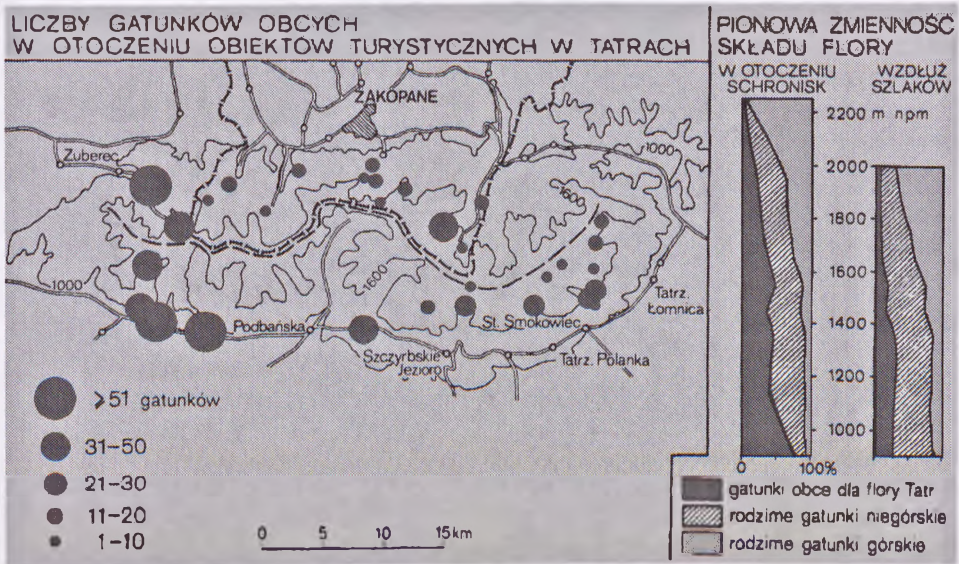 LICZBY GATUNKÓW OBCYCH
W OTOCZENIU OBIEKTÓW TURYSTYCZNYCH W TATRACH
ZAKOPANE
Zuberec
1000
1600
1000
1600
Podbańska
Szczyrbskie
Jezioro
St. Smokowiec
Tatrz. Polanka
Tatrz.
Łomnica
⩾51 gatunków
31–50
21–30
11–20
1–10
0 5 10 15 km
PIONOWA ZMIENNOŚĆ
SKŁADU FLORY
W OTOCZENIU
SCHRONISK
WZDŁUŻ
SZLAKÓW
2200 m npm
2000
1800
1600
1400
1200
1000
0 100%
gatunki obce dla flory Tatr
rodzime gatunki niegórskie
rodzime gatunki górskie